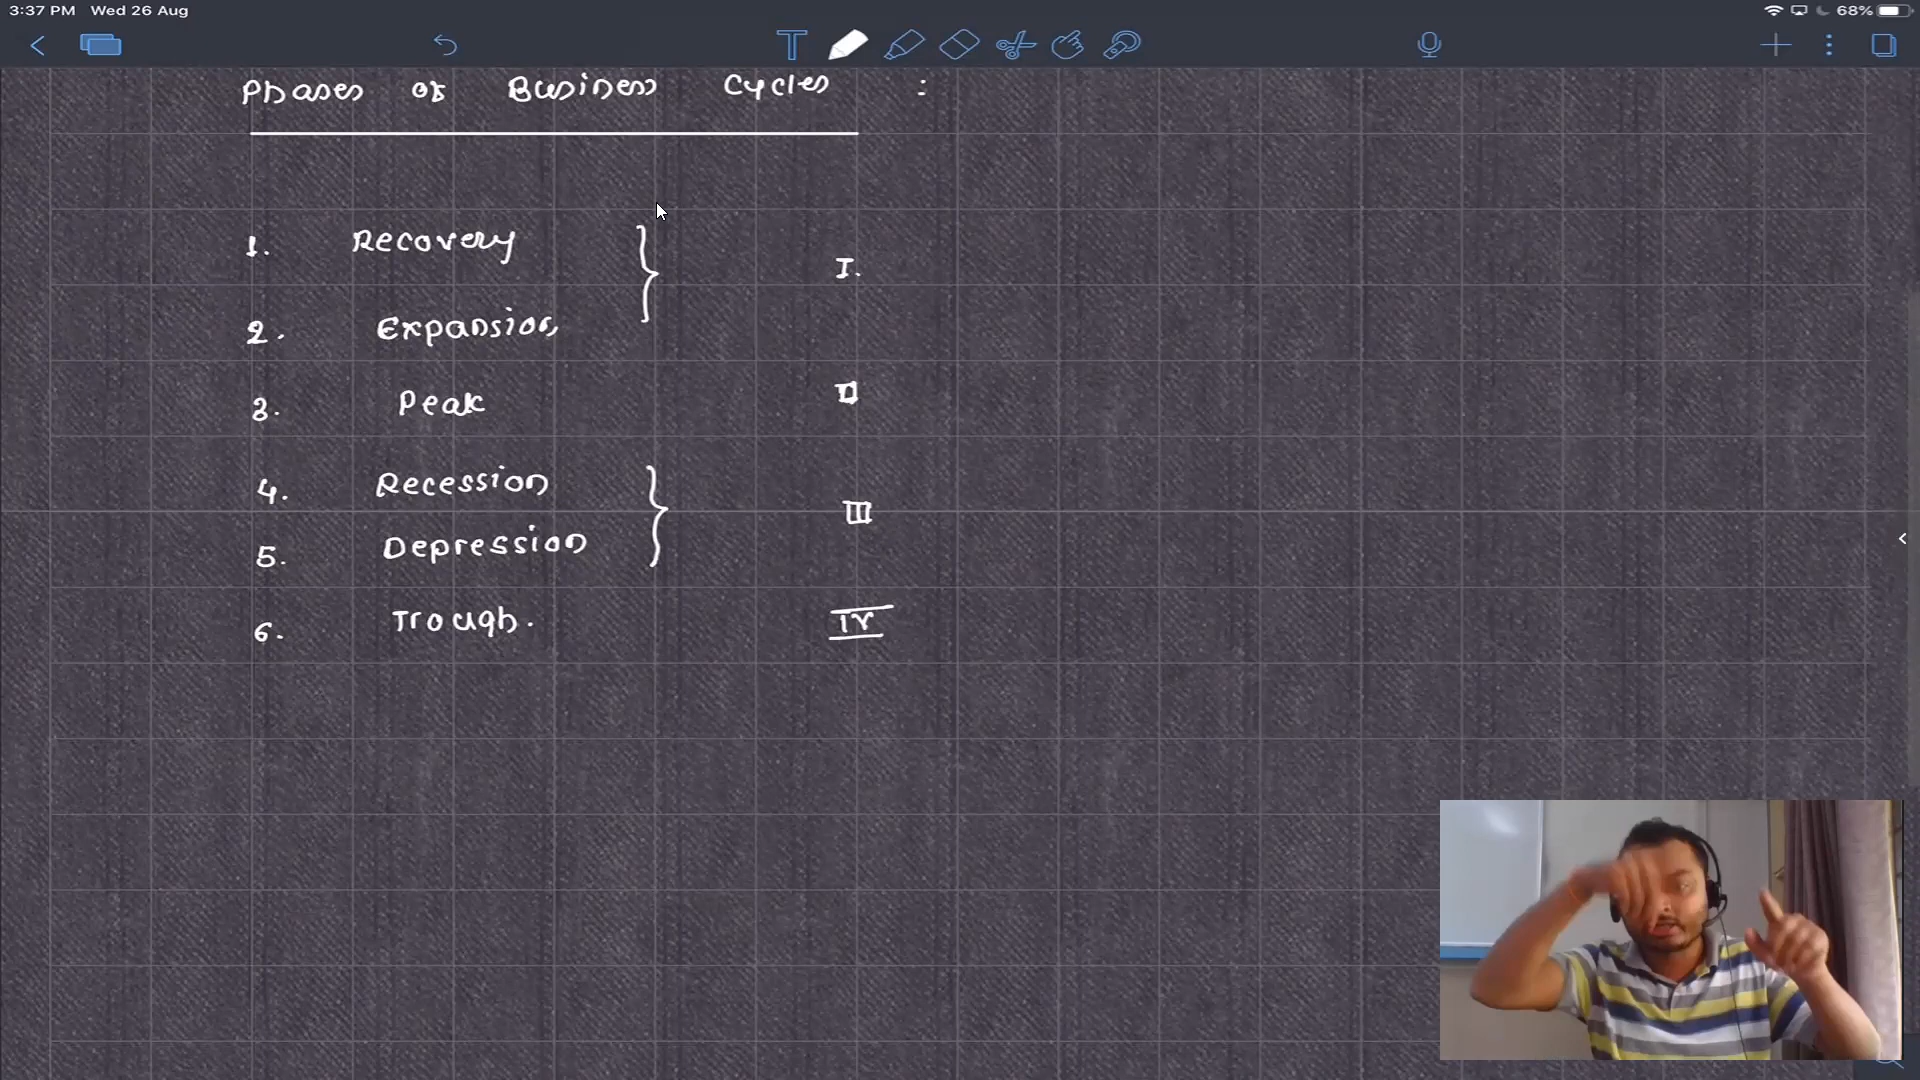 3:37 PM Wed 26 Aug 68%
Phases of Business Cycles :
1. Recovery
I.
2. Expansion
3. Peak II
4. Recession
III
5. Depression
6. Trough. IV